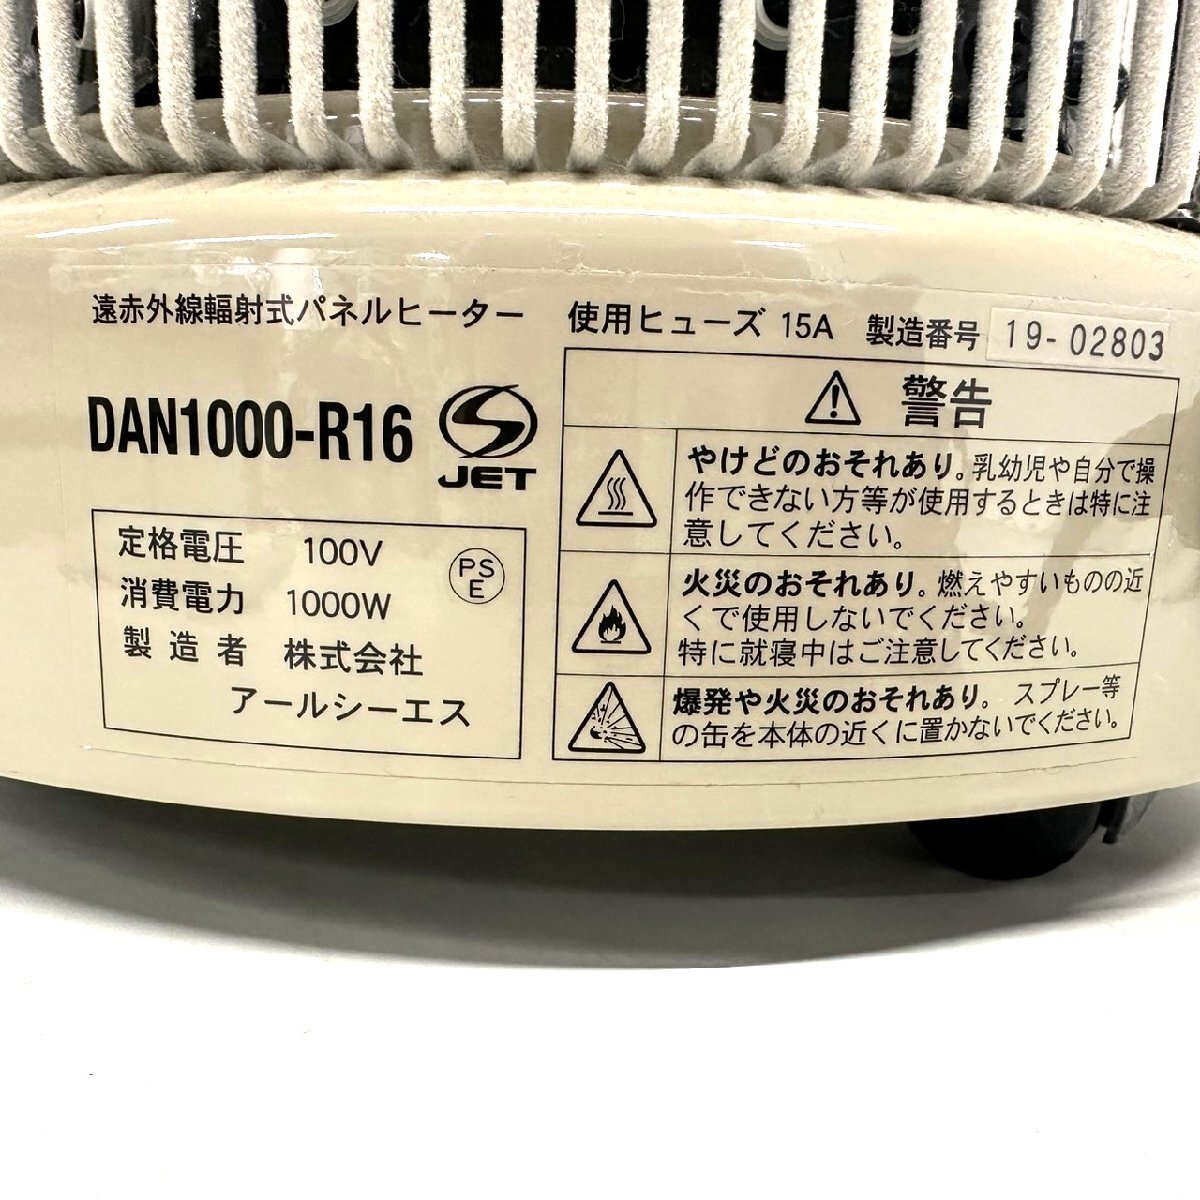 遠赤外線輻射式パネルヒーター
DAN1000-R16
JET
定格電圧 100V
消費電力 1000W
PS
E
製造者 株式会社
アールシーエス
使用ヒューズ 15A 製造番号 19-02803
警告
やけどのおそれあり。乳幼児や自分で操
作できない方等が使用するときは特に注
意してください。
火災のおそれあり。燃えやすいものの近
くで使用しないでください。
特に就寝中はご注意してください。
爆発や火災のおそれあり。 スプレー等
の缶を本体の近くに置かないでください。